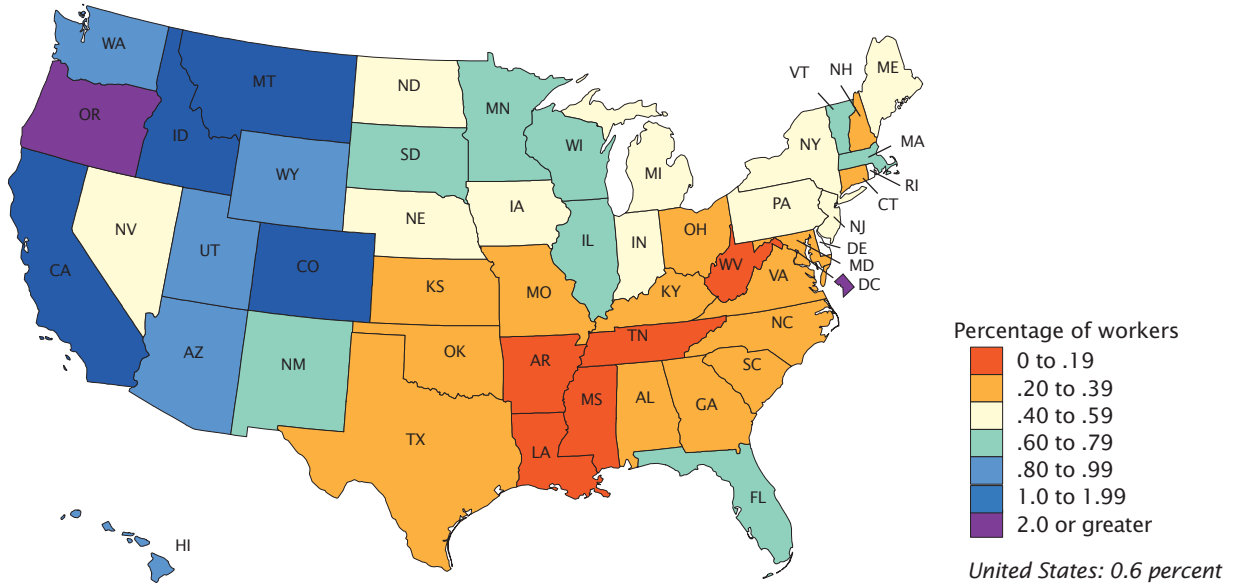 WA
MT
ND
MN
VT
NH
ME
OR
ID
SD
WI
NY
MA
WY
MI
RI
CT
NV
NE
IA
PA
NJ
UT
CO
IL
IN
OH
DE
MD
DC
CA
KS
MO
WV
KY
VA
AZ
NM
OK
AR
TN
NC
SC
MS
AL
GA
TX
LA
FL
HI
Percentage of workers
0 to .19
.20 to .39
.40 to .59
.60 to .79
.80 to .99
1.0 to 1.99
2.0 or greater
United States: 0.6 percent